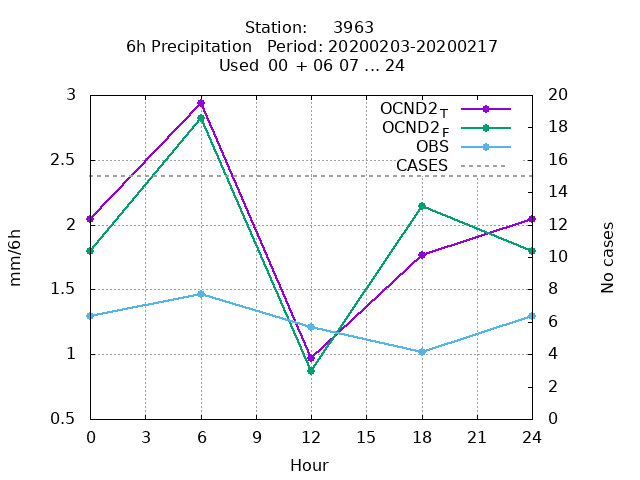 Station: 3963
6h Precipitation Period: 20200203-20200217
Used 00 + 06 07 ... 24
3
2.5
2
1.5
1
0.5
mm/6h
20
18
16
14
12
10
8
6
4
2
0
No cases
OCND2T
OCND2F
OBS
CASES
0 3 6 9 12 15 18 21 24
Hour